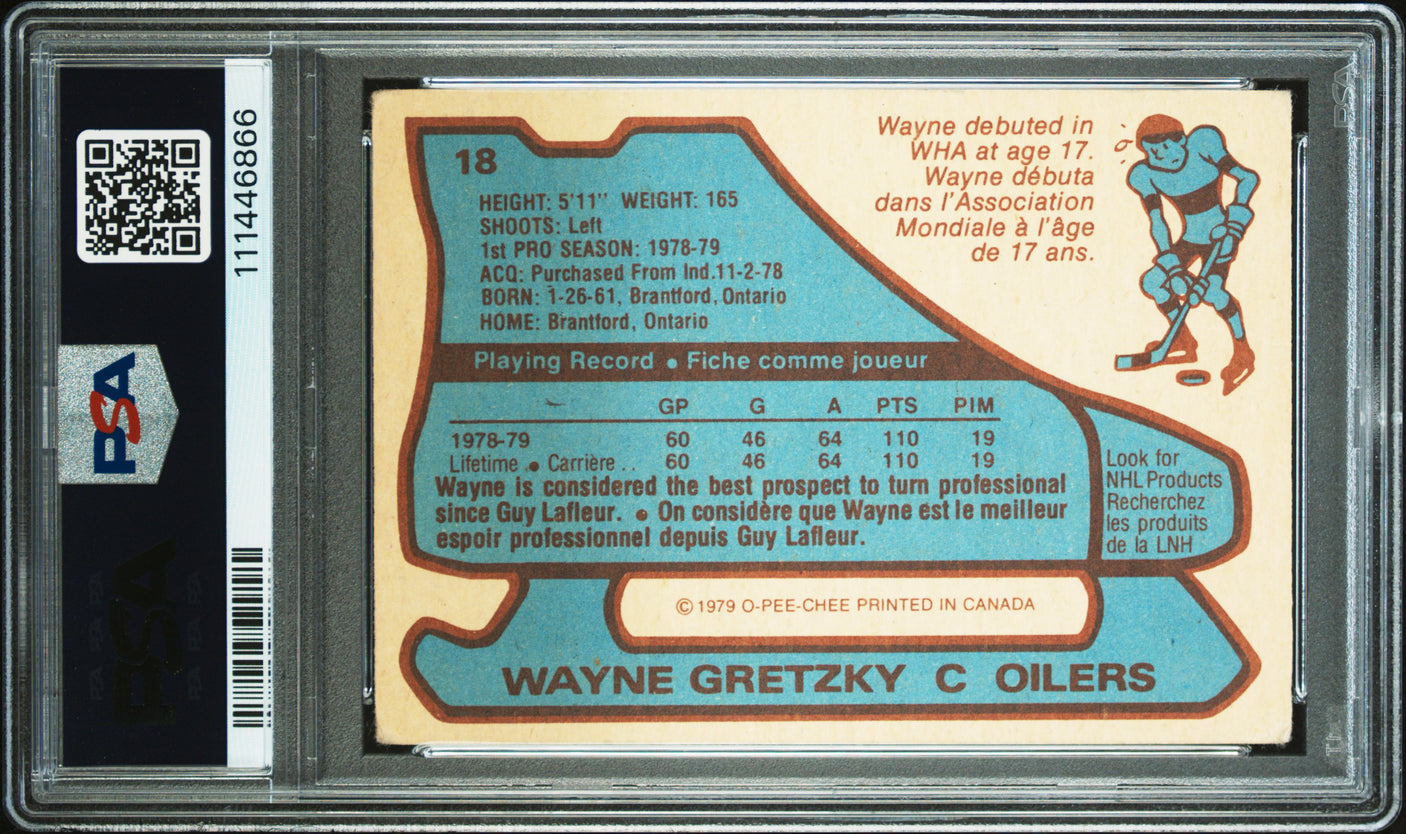 PSA
111446866
18
HEIGHT: 5'11" WEIGHT: 165
SHOOTS: Left
1st PRO SEASON: 1978-79
ACQ: Purchased From Ind.11-2-78
BORN: 1-26-61, Brantford, Ontario
HOME: Brantford, Ontario
Wayne debuted in
WHA at age 17.
Wayne débuta
dans l'Association
Mondiale à l'âge
de 17 ans.
Playing Record • Fiche comme joueur
GP G A PTS PIM
1978-79 60 46 64 110 19
Lifetime • Carrière .. 60 46 64 110 19
Wayne is considered the best prospect to turn professional
since Guy Lafleur. • On considère que Wayne est le meilleur
espoir professionnel depuis Guy Lafleur.
Look for
NHL Products
Recherchez
les produits
de la LNH
© 1979 O-PEE-CHEE PRINTED IN CANADA
WAYNE GRETZKY C OILERS
PSA
PSA